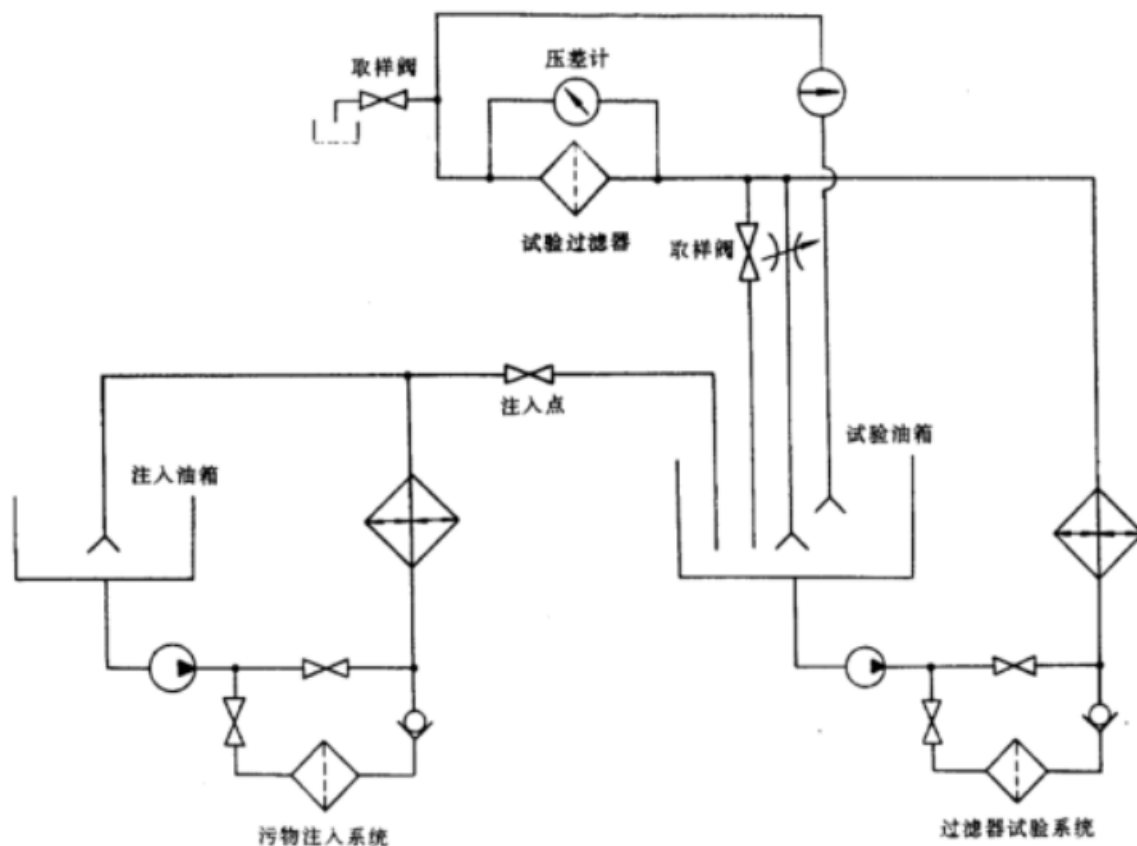 取样阀
压差计
试验过滤器
取样阀
注入点
注入油箱
试验油箱
污物注入系统
过滤器试验系统